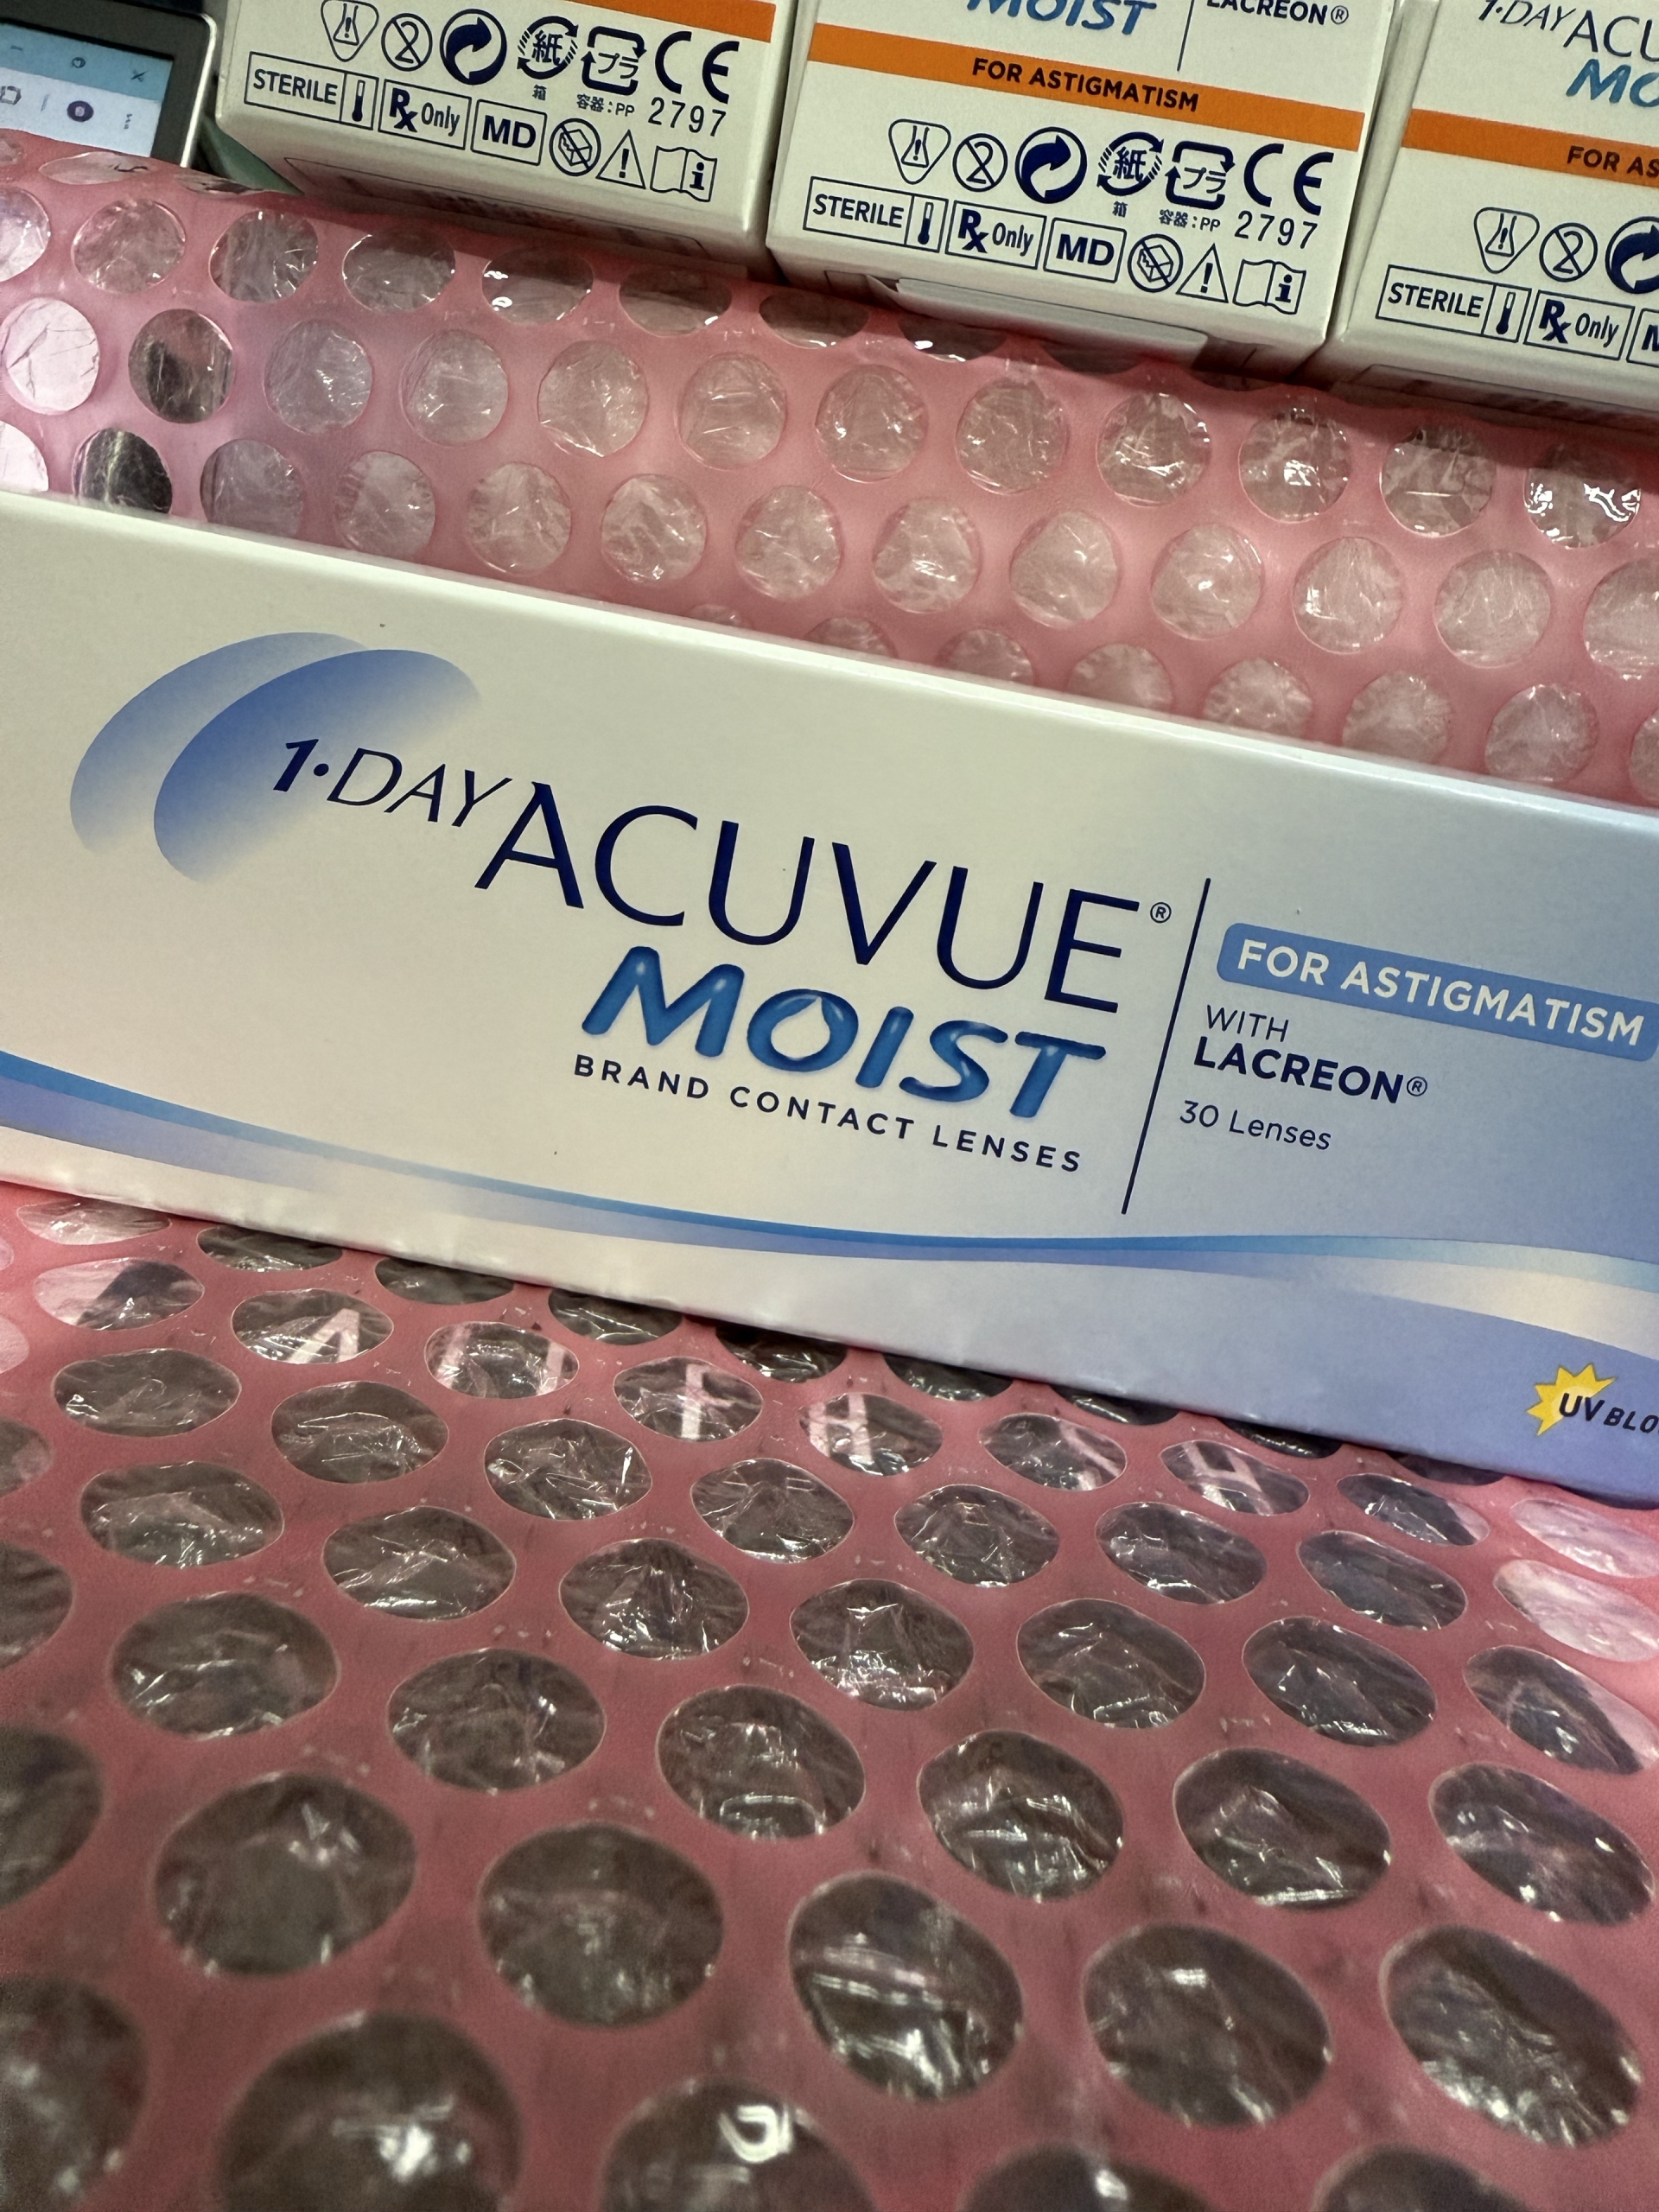 2797
STERILE
Rx Only
MD
紙
箱
プラ
容器:PP
MOIST
LACREON®
FOR ASTIGMATISM
紙
箱
プラ
容器:PP
2797
STERILE
Rx Only
MD
1·DAY ACU
MO
FOR AS
STERILE
Rx Only
1·DAY ACUVUE®
MOIST
BRAND CONTACT LENSES
FOR ASTIGMATISM
WITH
LACREON®
30 Lenses
UV BLO